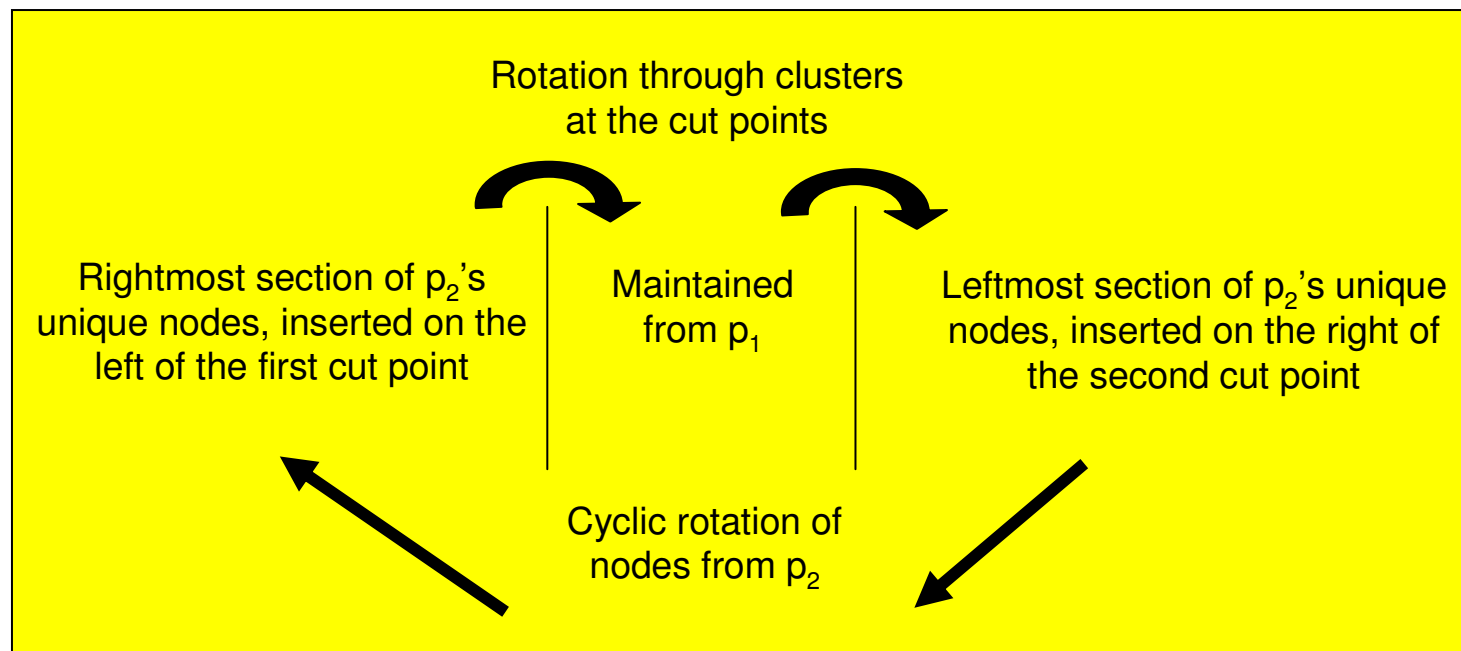 Rotation through clusters
at the cut points
Rightmost section of p₂’s
unique nodes, inserted on the
left of the first cut point
Maintained
from p₁
Leftmost section of p₂’s unique
nodes, inserted on the right of
the second cut point
Cyclic rotation of
nodes from p₂